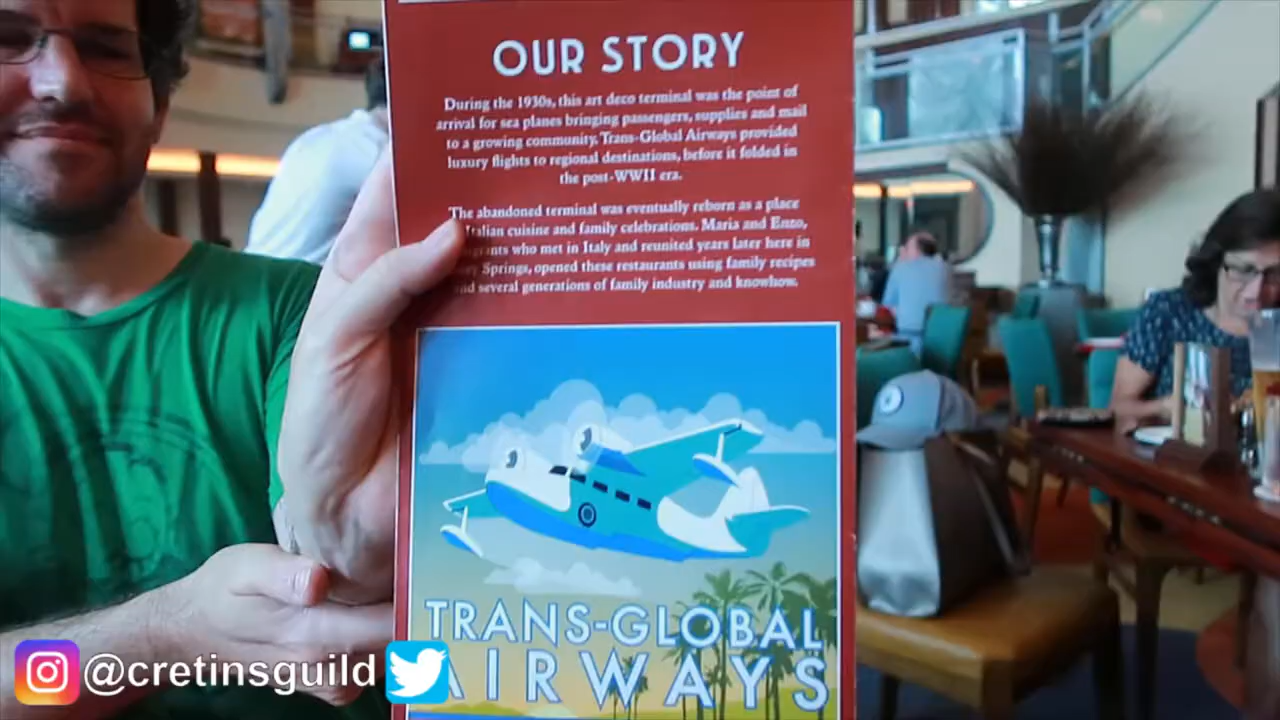 OUR STORY
During the 1930s, this art deco terminal was the point of
arrival for sea planes bringing passengers, supplies and mail
to a growing community. Trans-Global Airways provided
luxury flights to regional destinations, before it folded in
the post-WWII era.
The abandoned terminal was eventually reborn as a place
Italian cuisine and family celebrations. Maria and Enzo,
who met in Italy and reunited years later here in
Springs, opened these restaurants using family recipes
and several generations of family industry and knowhow.
TRANS-GLOBAL
AIRWAYS
@cretinsguild